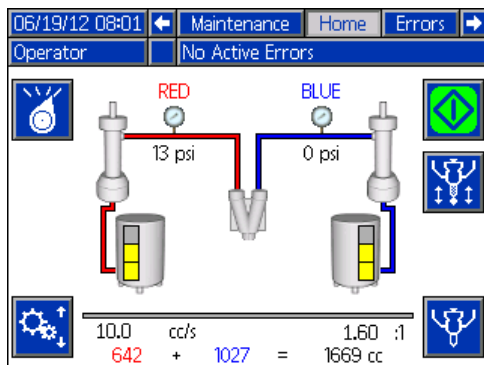 06/19/12 08:01 Maintenance Home Errors
Operator No Active Errors
RED BLUE
13 psi 0 psi
10.0 cc/s 1.60 :1
642 + 1027 = 1669 cc